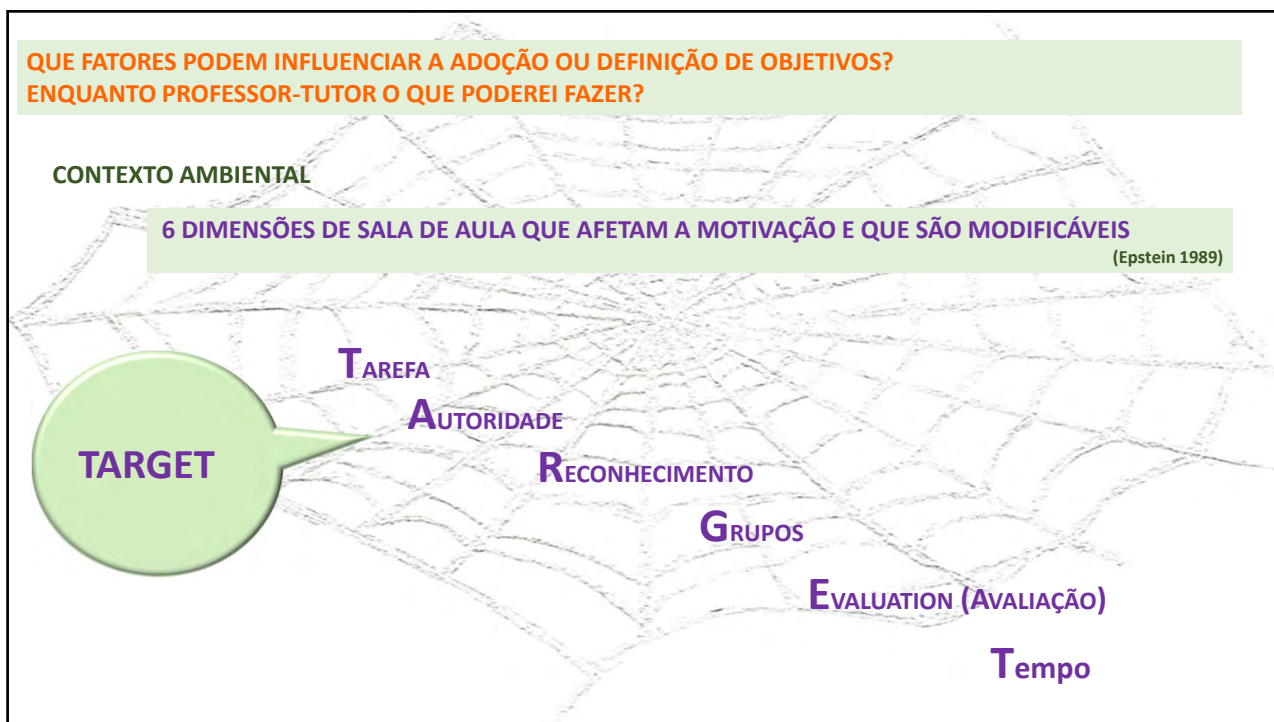 QUE FATORES PODEM INFLUENCIAR A ADOÇÃO OU DEFINIÇÃO DE OBJETIVOS?
ENQUANTO PROFESSOR-TUTOR O QUE PODEREI FAZER?
CONTEXTO AMBIENTAL
6 DIMENSÕES DE SALA DE AULA QUE AFETAM A MOTIVAÇÃO E QUE SÃO MODIFICÁVEIS
(Epstein 1989)
TAREFA
AUTORIDADE
TARGET
RECONHECIMENTO
GRUPOS
EVALUATION (AVALIAÇÃO)
Tempo